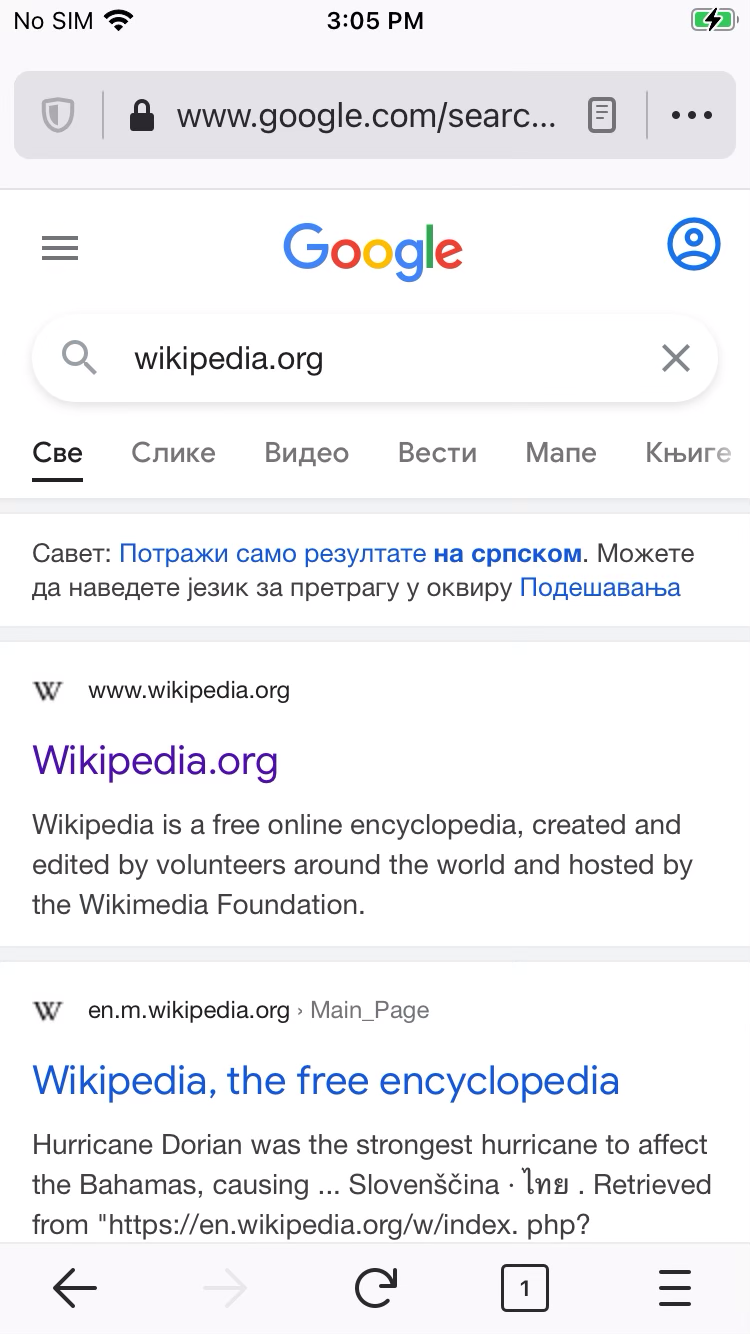 No SIM 3:05 PM
www.google.com/searc...
Google
wikipedia.org
Све Слике Видео Вести Мапе Књиге
Савет: Потражи само резултате на српском. Можете
да наведете језик за претрагу у оквиру Подешавања
W www.wikipedia.org
Wikipedia.org
Wikipedia is a free online encyclopedia, created and
edited by volunteers around the world and hosted by
the Wikimedia Foundation.
W en.m.wikipedia.org › Main_Page
Wikipedia, the free encyclopedia
Hurricane Dorian was the strongest hurricane to affect
the Bahamas, causing ... Slovenščina · ไทย . Retrieved
from "https://en.wikipedia.org/w/index. php?
1